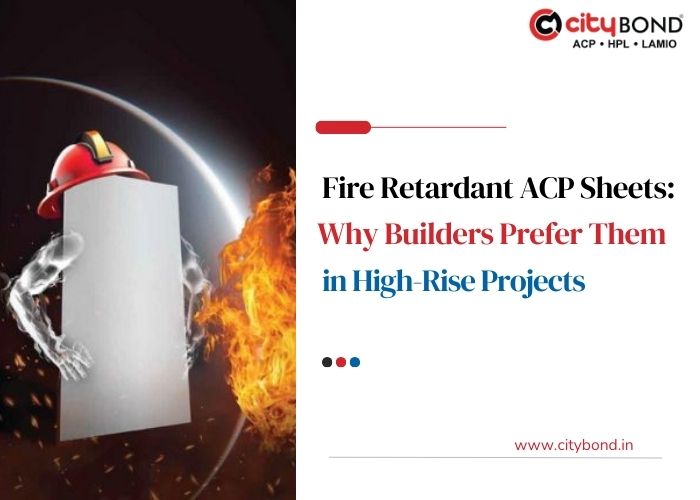 cityBOND
ACP • HPL • LAMIO
Fire Retardant ACP Sheets:
Why Builders Prefer Them
in High-Rise Projects
www.citybond.in